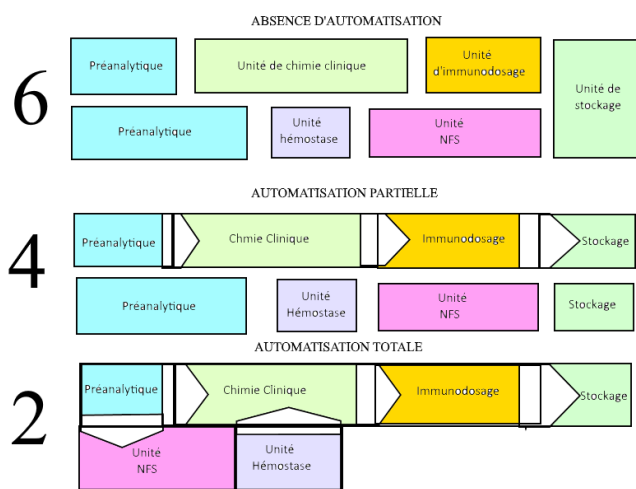 ABSENCE D'AUTOMATISATION
6
Préanalytique
Unité de chimie clinique
Unité
d'immunodosage
Unité de
stockage
Préanalytique
Unité
hémostase
Unité
NFS
AUTOMATISATION PARTIELLE
4
Préanalytique
Chmie Clinique
Immunodosage
Stockage
Préanalytique
Unité
Hémostase
Unité
NFS
Stockage
AUTOMATISATION TOTALE
2
Préanalytique
Chimie Clinique
Immunodosage
Stockage
Unité
NFS
Unité
Hémostase